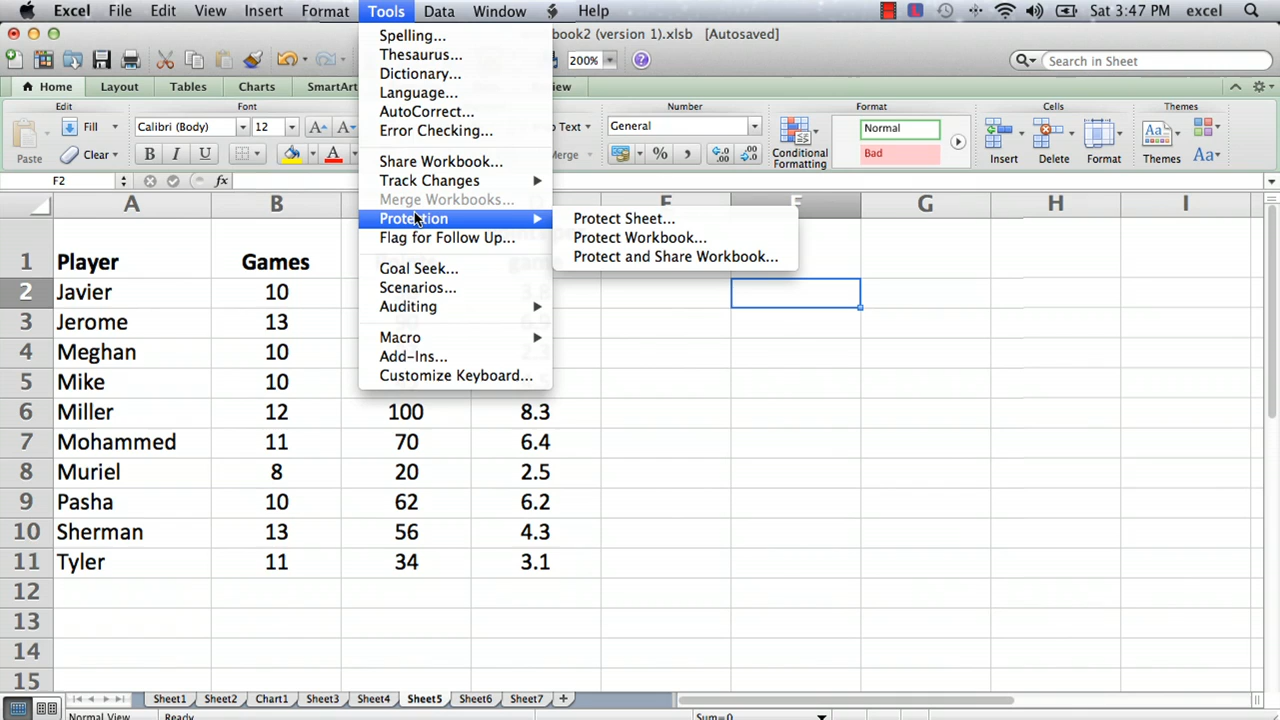 Excel File Edit View Insert Format Tools Data Window Help Sat 3:47 PM excel
book2 (version 1).xlsb [Autosaved]
200% Search in Sheet
Home Layout Tables Charts SmartArt
Edit Font Number Format Cells Themes
Paste Fill Calibri (Body) 12 A A General Conditional Formatting Normal Insert Delete Format Themes Aa
Clear B I U A % , Bad
F2 fx
A B G H I
Spelling...
Thesaurus...
Dictionary...
Language...
AutoCorrect...
Error Checking...
Share Workbook...
Track Changes
Merge Workbooks...
Protection
Flag for Follow Up...
Goal Seek...
Scenarios...
Auditing
Macro
Add-Ins...
Customize Keyboard...
Protect Sheet...
Protect Workbook...
Protect and Share Workbook...
1 Player Games
2 Javier 10
3 Jerome 13
4 Meghan 10
5 Mike 10
6 Miller 12 100 8.3
7 Mohammed 11 70 6.4
8 Muriel 8 20 2.5
9 Pasha 10 62 6.2
10 Sherman 13 56 4.3
11 Tyler 11 34 3.1
12
13
14
15
Sheet1 Sheet2 Chart1 Sheet3 Sheet4 Sheet5 Sheet6 Sheet7
Normal View Ready Sum=0